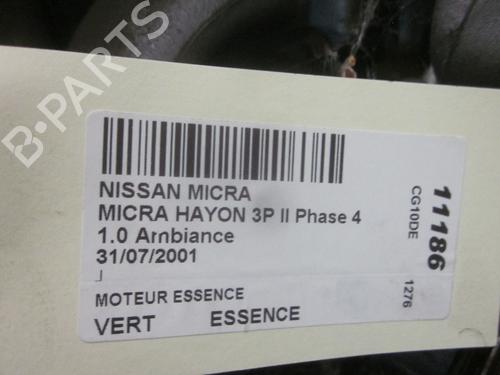 B-PARTS
NISSAN MICRA
MICRA HAYON 3P II Phase 4
1.0 Ambiance
31/07/2001
MOTEUR ESSENCE
VERT ESSENCE
11186
CG10DE
1276